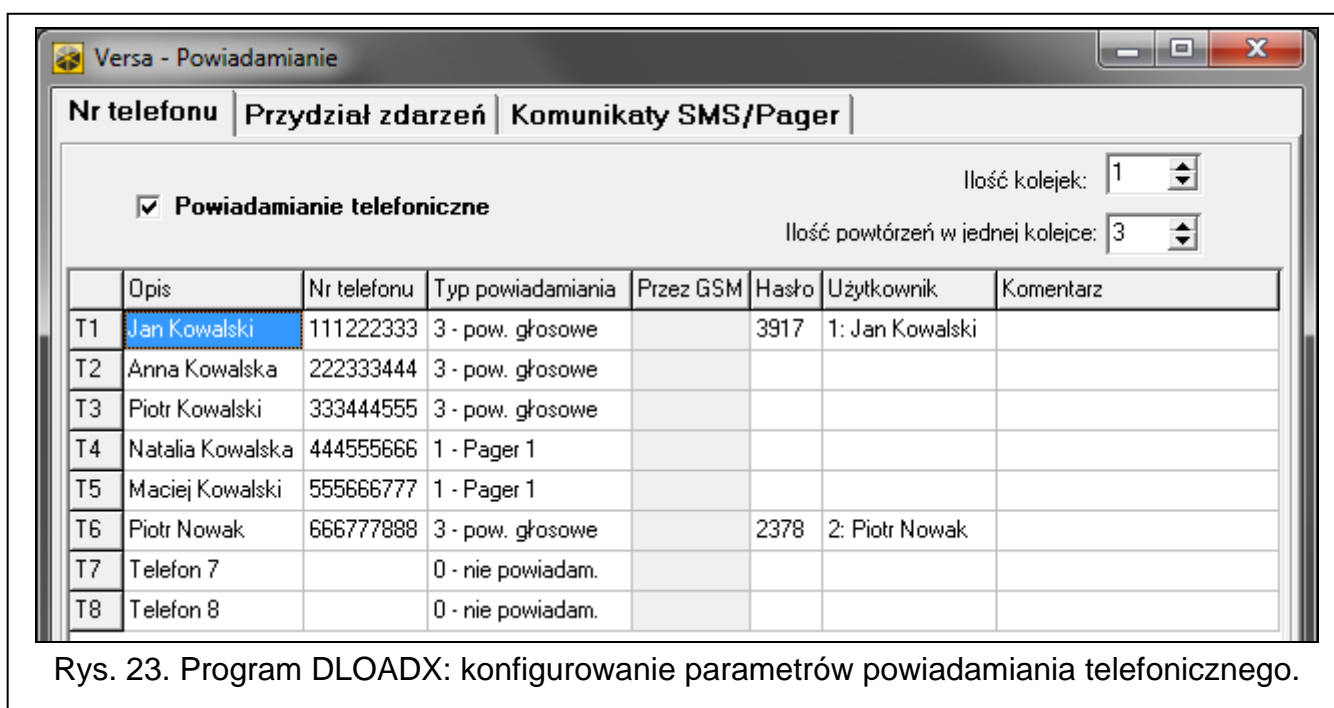 Versa - Powiadamianie
Nr telefonu Przydział zdarzeń Komunikaty SMS/Pager
Ilość kolejek: 1
Powiadamianie telefoniczne
Ilość powtórzeń w jednej kolejce: 3
Opis Nr telefonu Typ powiadamiania Przez GSM Hasło Użytkownik Komentarz
T1 Jan Kowalski 111222333 3 - pow. głosowe 3917 1: Jan Kowalski
T2 Anna Kowalska 222333444 3 - pow. głosowe
T3 Piotr Kowalski 333444555 3 - pow. głosowe
T4 Natalia Kowalska 444555666 1 - Pager 1
T5 Maciej Kowalski 555666777 1 - Pager 1
T6 Piotr Nowak 666777888 3 - pow. głosowe 2378 2: Piotr Nowak
T7 Telefon 7 0 - nie powiadam.
T8 Telefon 8 0 - nie powiadam.
Rys. 23. Program DLOADX: konfigurowanie parametrów powiadamiania telefonicznego.